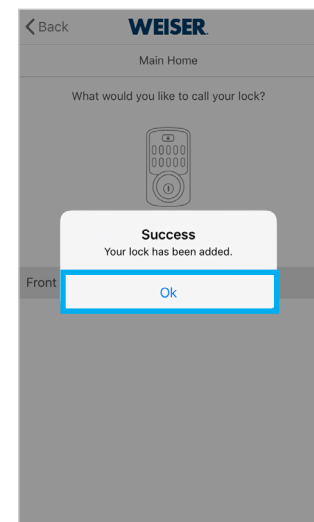 Back
WEISER.
Main Home
What would you like to call your lock?
Success
Your lock has been added.
Front
Ok